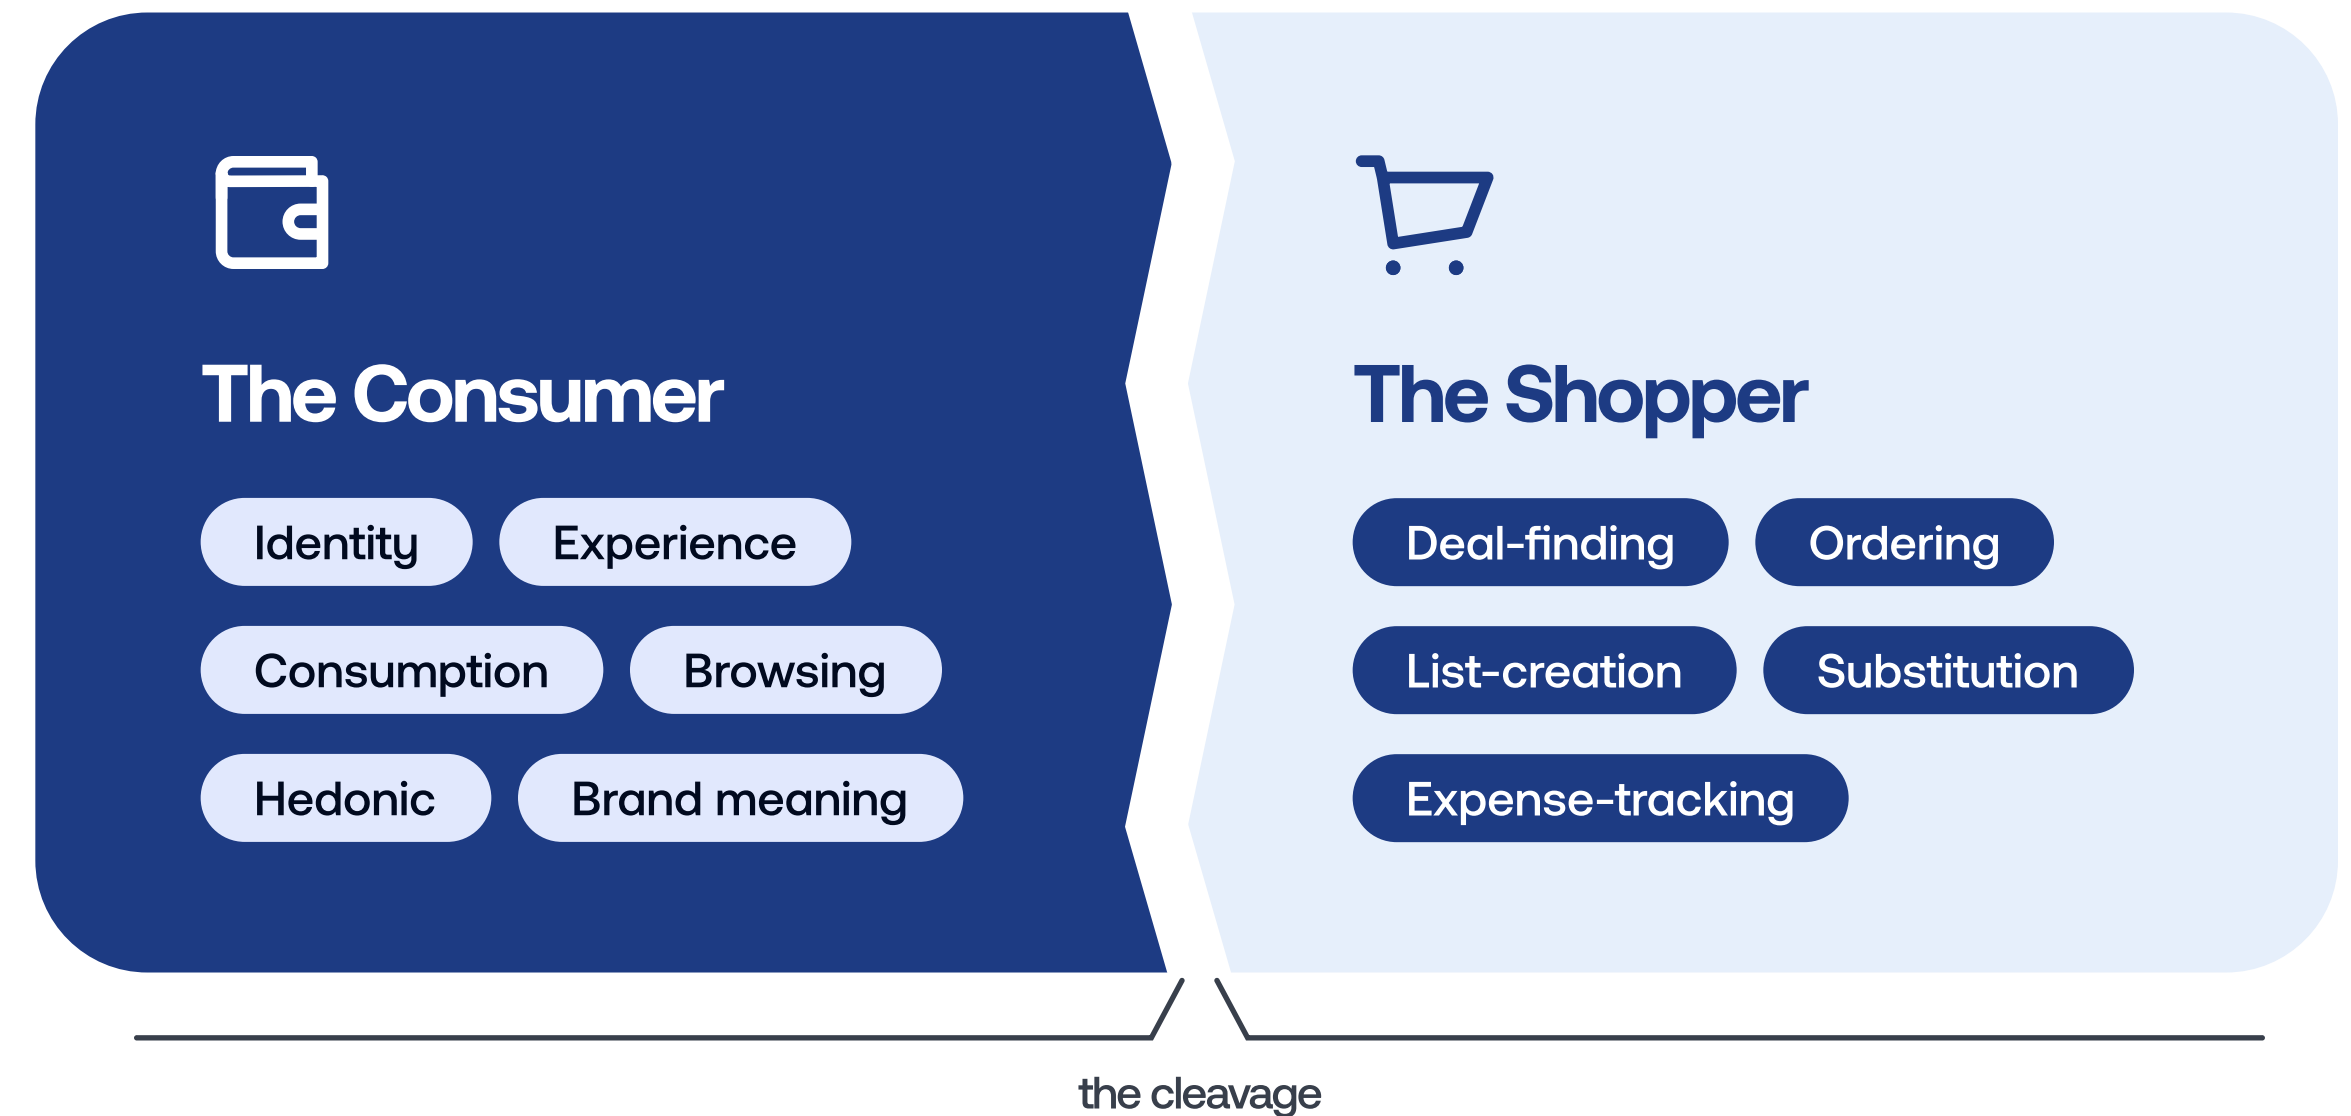 The Consumer
Identity
Experience
Consumption
Browsing
Hedonic
Brand meaning
The Shopper
Deal-finding
Ordering
List-creation
Substitution
Expense-tracking
the cleavage